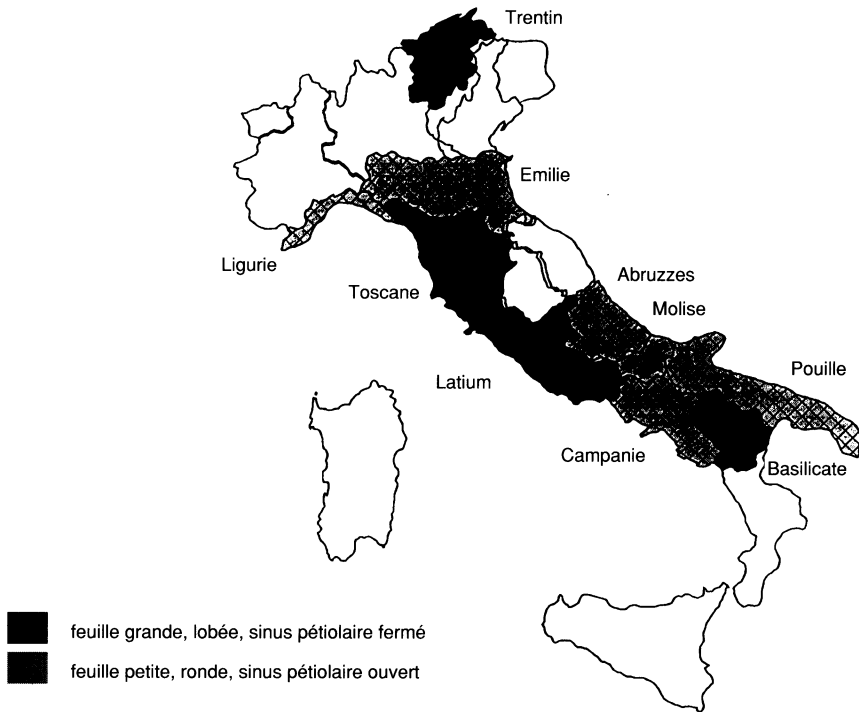 Trentin
Emilie
Ligurie
Abruzzes
Toscane
Molise
Pouille
Latium
Campanie
Basilicate
feuille grande, lobée, sinus pétiolaire fermé
feuille petite, ronde, sinus pétiolaire ouvert